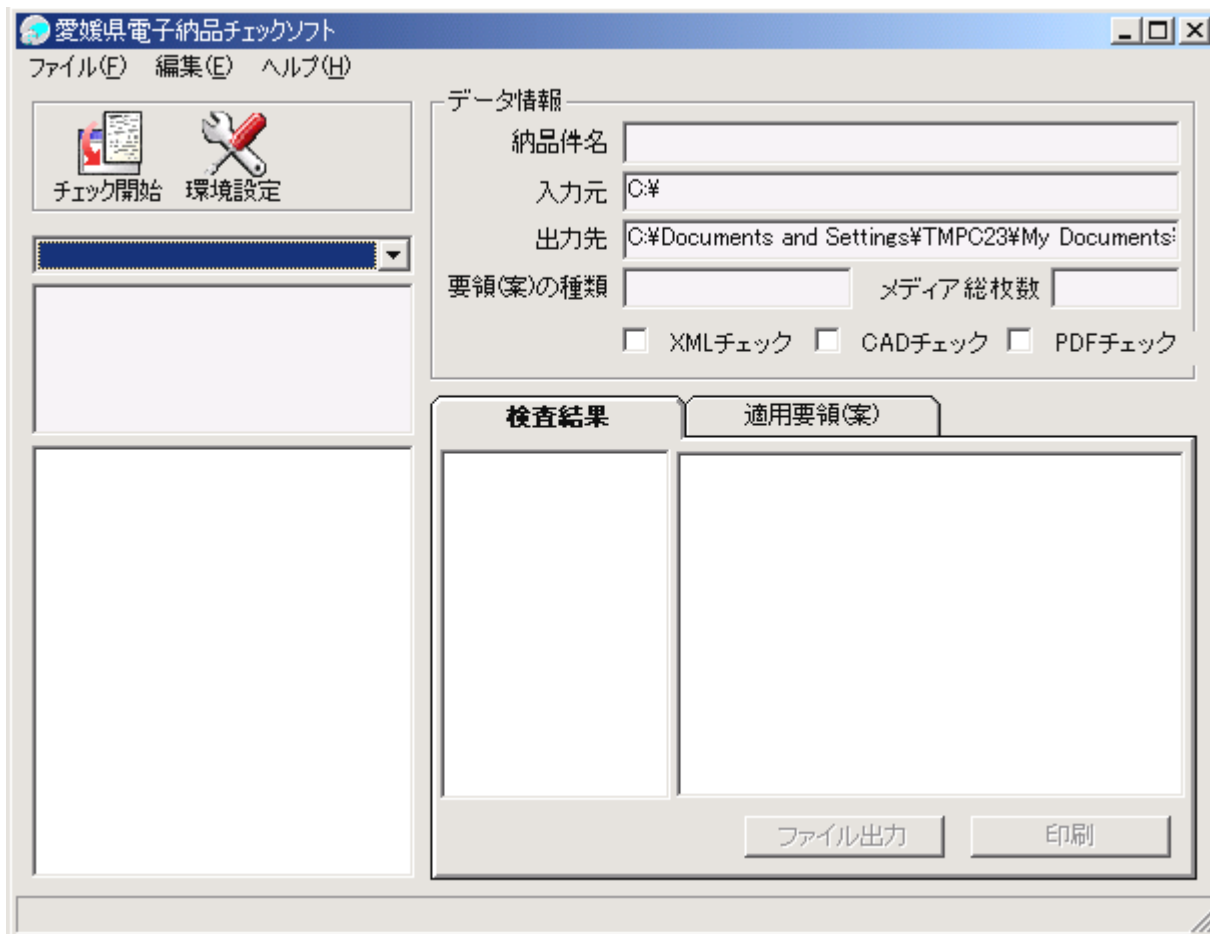 愛媛県電子納品チェックソフト
ファイル(F) 編集(E) ヘルプ(H)
チェック開始 環境設定
データ情報
納品件名
入力元 C:¥
出力先 C:¥Documents and Settings¥TMPC23¥My Documents¥
要領(案)の種類 メディア総枚数
XMLチェック CADチェック PDFチェック
検査結果 適用要領(案)
ファイル出力 印刷